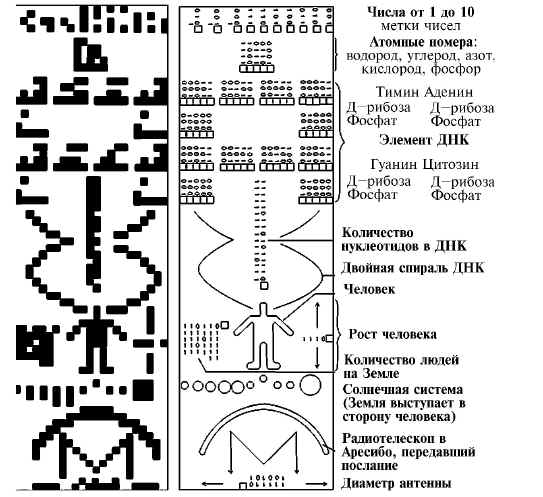 Числа от 1 до 10
метки чисел
Атомные номера:
водород, углерод, азот.
кислород, фосфор
Тимин Аденин
Д—рибоза Д—рибоза
Фосфат Фосфат
Элемент ДНК
Гуанин Цитозин
Д—рибоза Д—рибоза
Фосфат Фосфат
Количество
нуклеотидов в ДНК
Двойная спираль ДНК
Человек
Рост человека
Количество людей
на Земле
Солнечная система
(Земля выступает в
сторону человека)
Радиотелескоп в
Аресибо, передавший
послание
Диаметр антенны